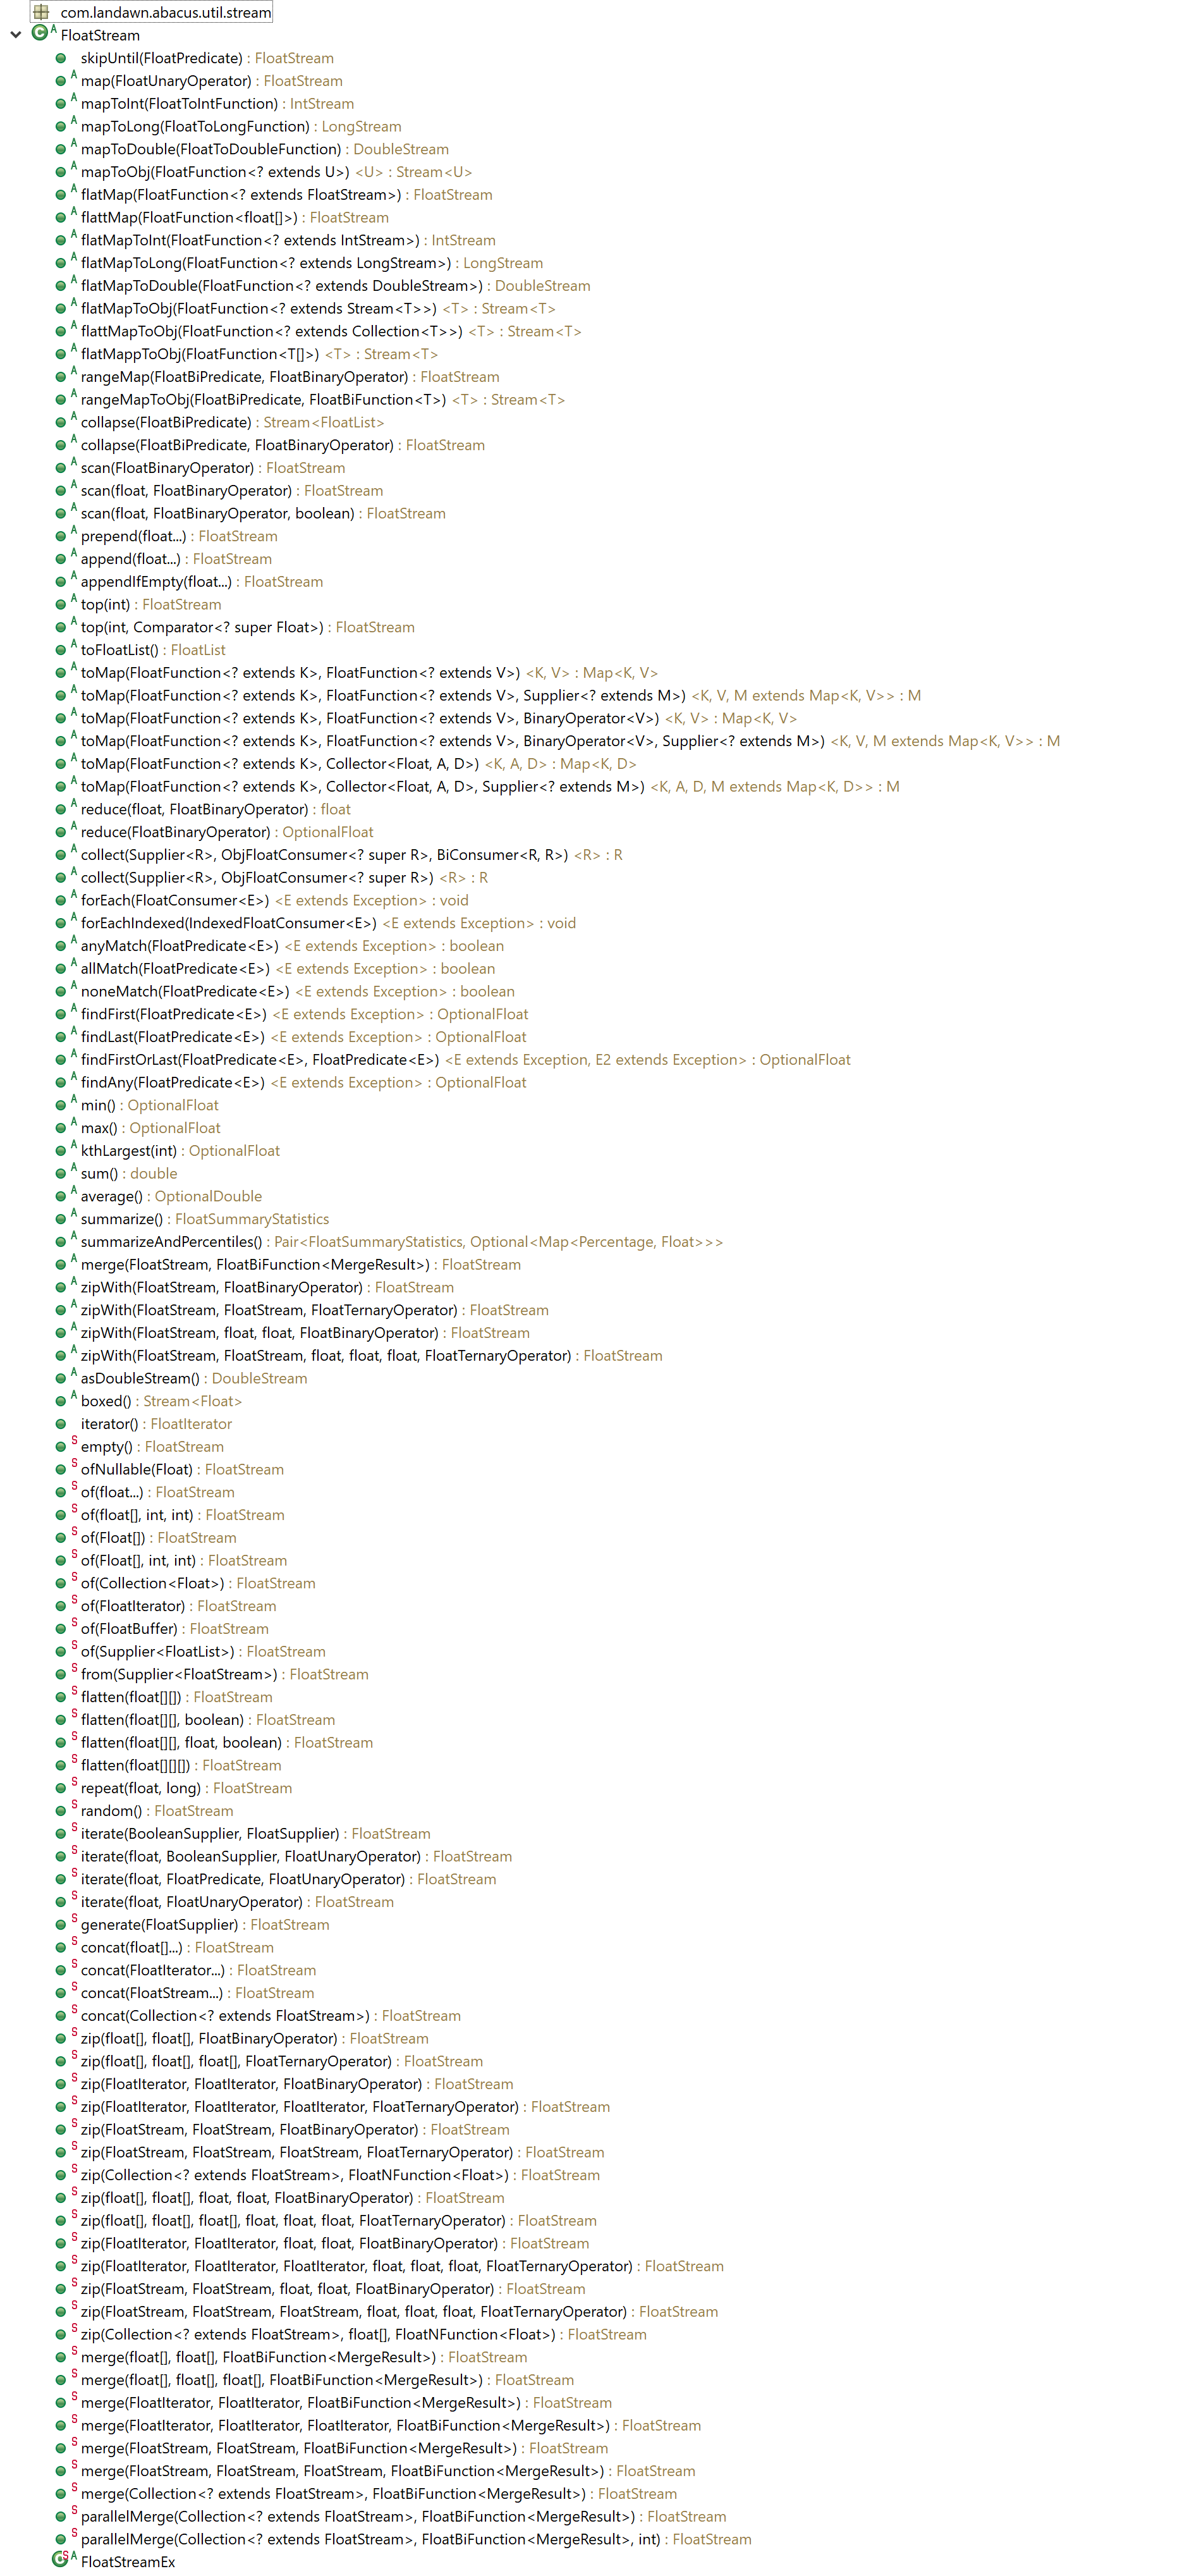 com.landawn.abacus.util.stream
FloatStream
skipUntil(FloatPredicate) : FloatStream
map(FloatUnaryOperator) : FloatStream
mapToInt(FloatToIntFunction) : IntStream
mapToLong(FloatToLongFunction) : LongStream
mapToDouble(FloatToDoubleFunction) : DoubleStream
mapToObj(FloatFunction<? extends U>) <U> : Stream<U>
flatMap(FloatFunction<? extends FloatStream>) : FloatStream
flattMap(FloatFunction<float[]>) : FloatStream
flatMapToInt(FloatFunction<? extends IntStream>) : IntStream
flatMapToLong(FloatFunction<? extends LongStream>) : LongStream
flatMapToDouble(FloatFunction<? extends DoubleStream>) : DoubleStream
flatMapToObj(FloatFunction<? extends Stream<T>>) <T> : Stream<T>
flattMapToObj(FloatFunction<? extends Collection<T>>) <T> : Stream<T>
flatMappToObj(FloatFunction<T[]>) <T> : Stream<T>
rangeMap(FloatBiPredicate, FloatBinaryOperator) : FloatStream
rangeMapToObj(FloatBiPredicate, FloatBiFunction<T>) <T> : Stream<T>
collapse(FloatBiPredicate) : Stream<FloatList>
collapse(FloatBiPredicate, FloatBinaryOperator) : FloatStream
scan(FloatBinaryOperator) : FloatStream
scan(float, FloatBinaryOperator) : FloatStream
scan(float, FloatBinaryOperator, boolean) : FloatStream
prepend(float...) : FloatStream
append(float...) : FloatStream
appendIfEmpty(float...) : FloatStream
top(int) : FloatStream
top(int, Comparator<? super Float>) : FloatStream
toFloatList() : FloatList
toMap(FloatFunction<? extends K>, FloatFunction<? extends V>) <K, V> : Map<K, V>
toMap(FloatFunction<? extends K>, FloatFunction<? extends V>, Supplier<? extends M>) <K, V, M extends Map<K, V>> : M
toMap(FloatFunction<? extends K>, FloatFunction<? extends V>, BinaryOperator<V>) <K, V> : Map<K, V>
toMap(FloatFunction<? extends K>, FloatFunction<? extends V>, BinaryOperator<V>, Supplier<? extends M>) <K, V, M extends Map<K, V>> : M
toMap(FloatFunction<? extends K>, Collector<Float, A, D>) <K, A, D> : Map<K, D>
toMap(FloatFunction<? extends K>, Collector<Float, A, D>, Supplier<? extends M>) <K, A, D, M extends Map<K, D>> : M
reduce(float, FloatBinaryOperator) : float
reduce(FloatBinaryOperator) : OptionalFloat
collect(Supplier<R>, ObjFloatConsumer<? super R>, BiConsumer<R, R>) <R> : R
collect(Supplier<R>, ObjFloatConsumer<? super R>) <R> : R
forEach(FloatConsumer<E>) <E extends Exception> : void
forEachIndexed(IndexedFloatConsumer<E>) <E extends Exception> : void
anyMatch(FloatPredicate<E>) <E extends Exception> : boolean
allMatch(FloatPredicate<E>) <E extends Exception> : boolean
noneMatch(FloatPredicate<E>) <E extends Exception> : boolean
findFirst(FloatPredicate<E>) <E extends Exception> : OptionalFloat
findLast(FloatPredicate<E>) <E extends Exception> : OptionalFloat
findFirstOrLast(FloatPredicate<E>, FloatPredicate<E>) <E extends Exception, E2 extends Exception> : OptionalFloat
findAny(FloatPredicate<E>) <E extends Exception> : OptionalFloat
min() : OptionalFloat
max() : OptionalFloat
kthLargest(int) : OptionalFloat
sum() : double
average() : OptionalDouble
summarize() : FloatSummaryStatistics
summarizeAndPercentiles() : Pair<FloatSummaryStatistics, Optional<Map<Percentage, Float>>>
merge(FloatStream, FloatBiFunction<MergeResult>) : FloatStream
zipWith(FloatStream, FloatBinaryOperator) : FloatStream
zipWith(FloatStream, FloatStream, FloatTernaryOperator) : FloatStream
zipWith(FloatStream, float, float, FloatBinaryOperator) : FloatStream
zipWith(FloatStream, FloatStream, float, float, float, FloatTernaryOperator) : FloatStream
asDoubleStream() : DoubleStream
boxed() : Stream<Float>
iterator() : FloatIterator
empty() : FloatStream
ofNullable(Float) : FloatStream
of(float...) : FloatStream
of(float[], int, int) : FloatStream
of(Float[]) : FloatStream
of(Float[], int, int) : FloatStream
of(Collection<Float>) : FloatStream
of(FloatIterator) : FloatStream
of(FloatBuffer) : FloatStream
of(Supplier<FloatList>) : FloatStream
from(Supplier<FloatStream>) : FloatStream
flatten(float[][]) : FloatStream
flatten(float[][], boolean) : FloatStream
flatten(float[][], float, boolean) : FloatStream
flatten(float[][][]) : FloatStream
repeat(float, long) : FloatStream
random() : FloatStream
iterate(BooleanSupplier, FloatSupplier) : FloatStream
iterate(float, BooleanSupplier, FloatUnaryOperator) : FloatStream
iterate(float, FloatPredicate, FloatUnaryOperator) : FloatStream
iterate(float, FloatUnaryOperator) : FloatStream
generate(FloatSupplier) : FloatStream
concat(float[]...) : FloatStream
concat(FloatIterator...) : FloatStream
concat(FloatStream...) : FloatStream
concat(Collection<? extends FloatStream>) : FloatStream
zip(float[], float[], FloatBinaryOperator) : FloatStream
zip(float[], float[], float[], FloatTernaryOperator) : FloatStream
zip(FloatIterator, FloatIterator, FloatBinaryOperator) : FloatStream
zip(FloatIterator, FloatIterator, FloatIterator, FloatTernaryOperator) : FloatStream
zip(FloatStream, FloatStream, FloatBinaryOperator) : FloatStream
zip(FloatStream, FloatStream, FloatStream, FloatTernaryOperator) : FloatStream
zip(Collection<? extends FloatStream>, FloatNFunction<Float>) : FloatStream
zip(float[], float[], float, float, FloatBinaryOperator) : FloatStream
zip(float[], float[], float[], float, float, float, FloatTernaryOperator) : FloatStream
zip(FloatIterator, FloatIterator, float, float, FloatBinaryOperator) : FloatStream
zip(FloatIterator, FloatIterator, FloatIterator, float, float, float, FloatTernaryOperator) : FloatStream
zip(FloatStream, FloatStream, float, float, FloatBinaryOperator) : FloatStream
zip(FloatStream, FloatStream, FloatStream, float, float, float, FloatTernaryOperator) : FloatStream
zip(Collection<? extends FloatStream>, float[], FloatNFunction<Float>) : FloatStream
merge(float[], float[], FloatBiFunction<MergeResult>) : FloatStream
merge(float[], float[], float[], FloatBiFunction<MergeResult>) : FloatStream
merge(FloatIterator, FloatIterator, FloatBiFunction<MergeResult>) : FloatStream
merge(FloatIterator, FloatIterator, FloatIterator, FloatBiFunction<MergeResult>) : FloatStream
merge(FloatStream, FloatStream, FloatBiFunction<MergeResult>) : FloatStream
merge(FloatStream, FloatStream, FloatStream, FloatBiFunction<MergeResult>) : FloatStream
merge(Collection<? extends FloatStream>, FloatBiFunction<MergeResult>) : FloatStream
parallelMerge(Collection<? extends FloatStream>, FloatBiFunction<MergeResult>) : FloatStream
parallelMerge(Collection<? extends FloatStream>, FloatBiFunction<MergeResult>, int) : FloatStream
FloatStreamEx